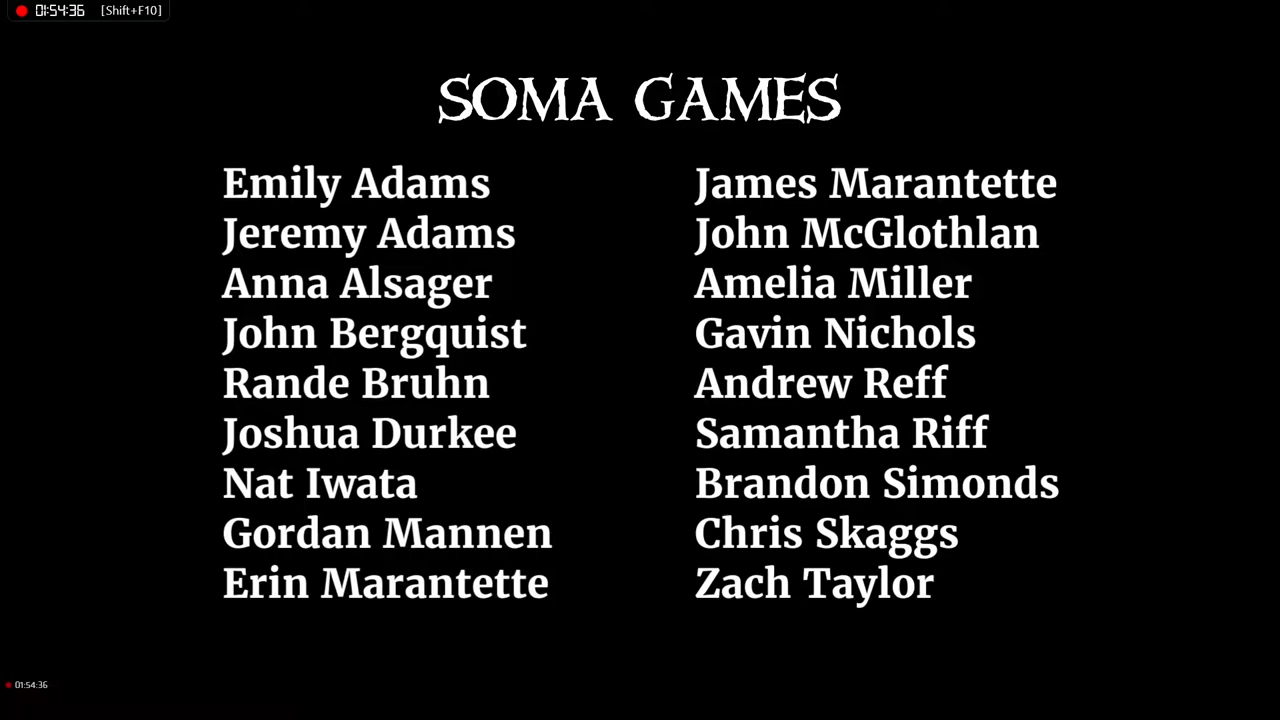 01:54:36 [Shift+F10]
SOMA GAMES
Emily Adams
Jeremy Adams
Anna Alsager
John Bergquist
Rande Bruhn
Joshua Durkee
Nat Iwata
Gordan Mannen
Erin Marantette
James Marantette
John McGlothlan
Amelia Miller
Gavin Nichols
Andrew Reff
Samantha Riff
Brandon Simonds
Chris Skaggs
Zach Taylor
01:54:36